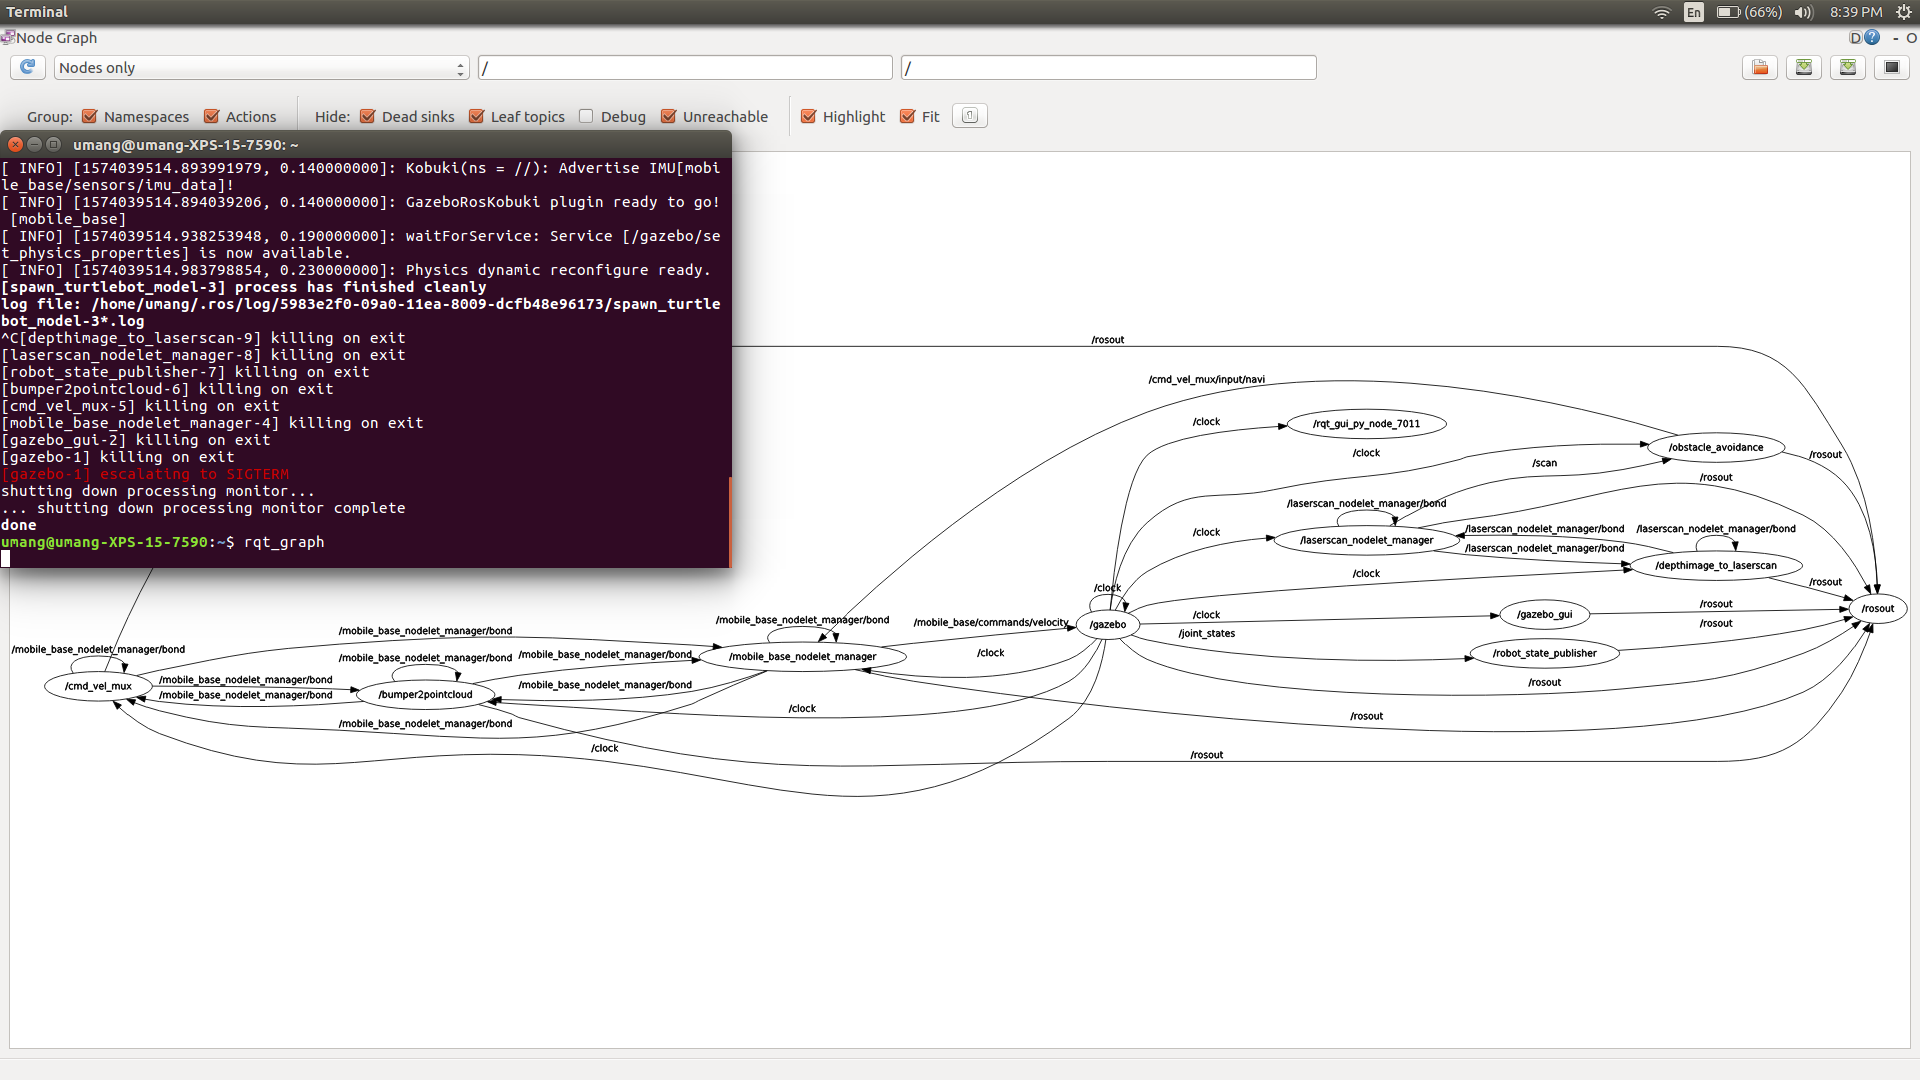 Terminal
En
(66%)
8:39 PM
Node Graph
D
?
-
O
Nodes only
/
/
Group:
Namespaces
Actions
Hide:
Dead sinks
Leaf topics
Debug
Unreachable
Highlight
Fit
umang@umang-XPS-15-7590: ~
[ INFO] [1574039514.893991979, 0.140000000]: Kobuki(ns = //): Advertise IMU[mobi
le_base/sensors/imu_data]!
[ INFO] [1574039514.894039206, 0.140000000]: GazeboRosKobuki plugin ready to go!
[mobile_base]
[ INFO] [1574039514.938253948, 0.190000000]: waitForService: Service [/gazebo/se
t_physics_properties] is now available.
[ INFO] [1574039514.983798854, 0.230000000]: Physics dynamic reconfigure ready.
[spawn_turtlebot_model-3] process has finished cleanly
log file: /home/umang/.ros/log/5983e2f0-09a0-11ea-8009-dcfb48e96173/spawn_turtle
bot_model-3*.log
^C[depthimage_to_laserscan-9] killing on exit
[laserscan_nodelet_manager-8] killing on exit
[robot_state_publisher-7] killing on exit
[bumper2pointcloud-6] killing on exit
[cmd_vel_mux-5] killing on exit
[mobile_base_nodelet_manager-4] killing on exit
[gazebo_gui-2] killing on exit
[gazebo-1] killing on exit
[gazebo-1] escalating to SIGTERM
shutting down processing monitor...
... shutting down processing monitor complete
done
umang@umang-XPS-15-7590:~$ rqt_graph
/rosout
/cmd_vel_mux/input/navi
/clock
/rqt_gui_py_node_7011
/clock
/obstacle_avoidance
/rosout
/scan
/rosout
/laserscan_nodelet_manager/bond
/laserscan_nodelet_manager/bond
/laserscan_nodelet_manager/bond
/clock
/laserscan_nodelet_manager
/laserscan_nodelet_manager/bond
/depthimage_to_laserscan
/clock
/rosout
/clock
/rosout
/rosout
/clock
/gazebo_gui
/mobile_base_nodelet_manager/bond
/mobile_base/commands/velocity
/gazebo
/rosout
/joint_states
/mobile_base_nodelet_manager/bond
/mobile_base_nodelet_manager/bond
/mobile_base_nodelet_manager/bond
/mobile_base_nodelet_manager/bond
/mobile_base_nodelet_manager
/clock
/robot_state_publisher
/cmd_vel_mux
/mobile_base_nodelet_manager/bond
/mobile_base_nodelet_manager/bond
/bumper2pointcloud
/mobile_base_nodelet_manager/bond
/rosout
/clock
/rosout
/mobile_base_nodelet_manager/bond
/clock
/rosout